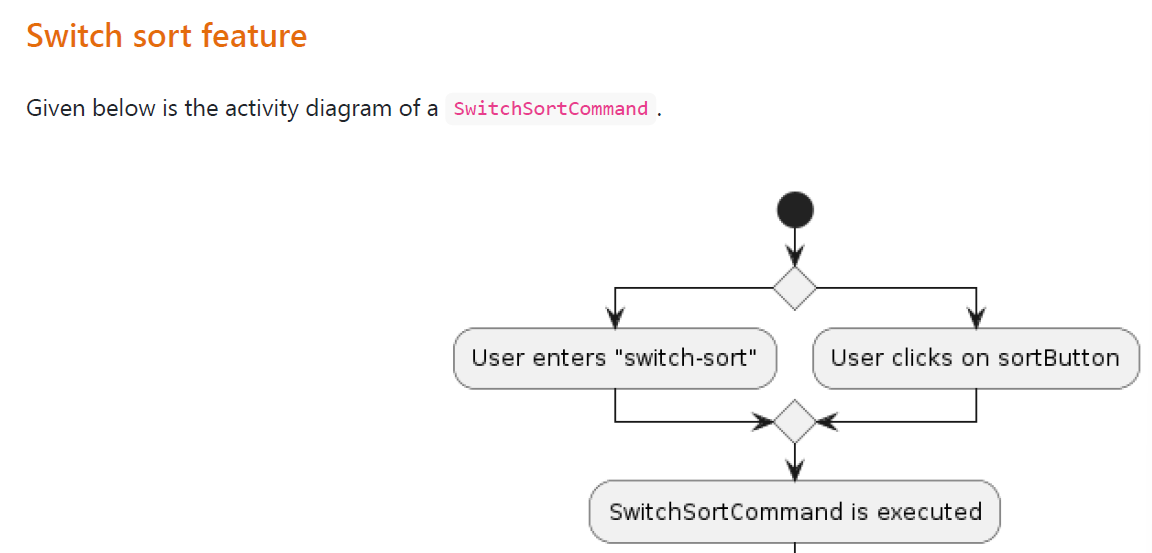 Switch sort feature
Given below is the activity diagram of a SwitchSortCommand.
User enters "switch-sort"
User clicks on sortButton
SwitchSortCommand is executed